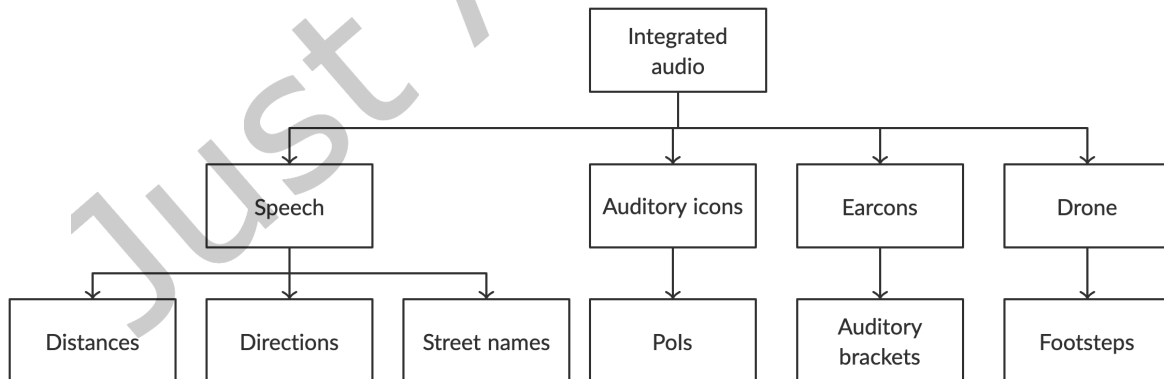 Just
Integrated
audio
Speech
Auditory icons
Earcons
Drone
Distances
Directions
Street names
PoIs
Auditory
brackets
Footsteps